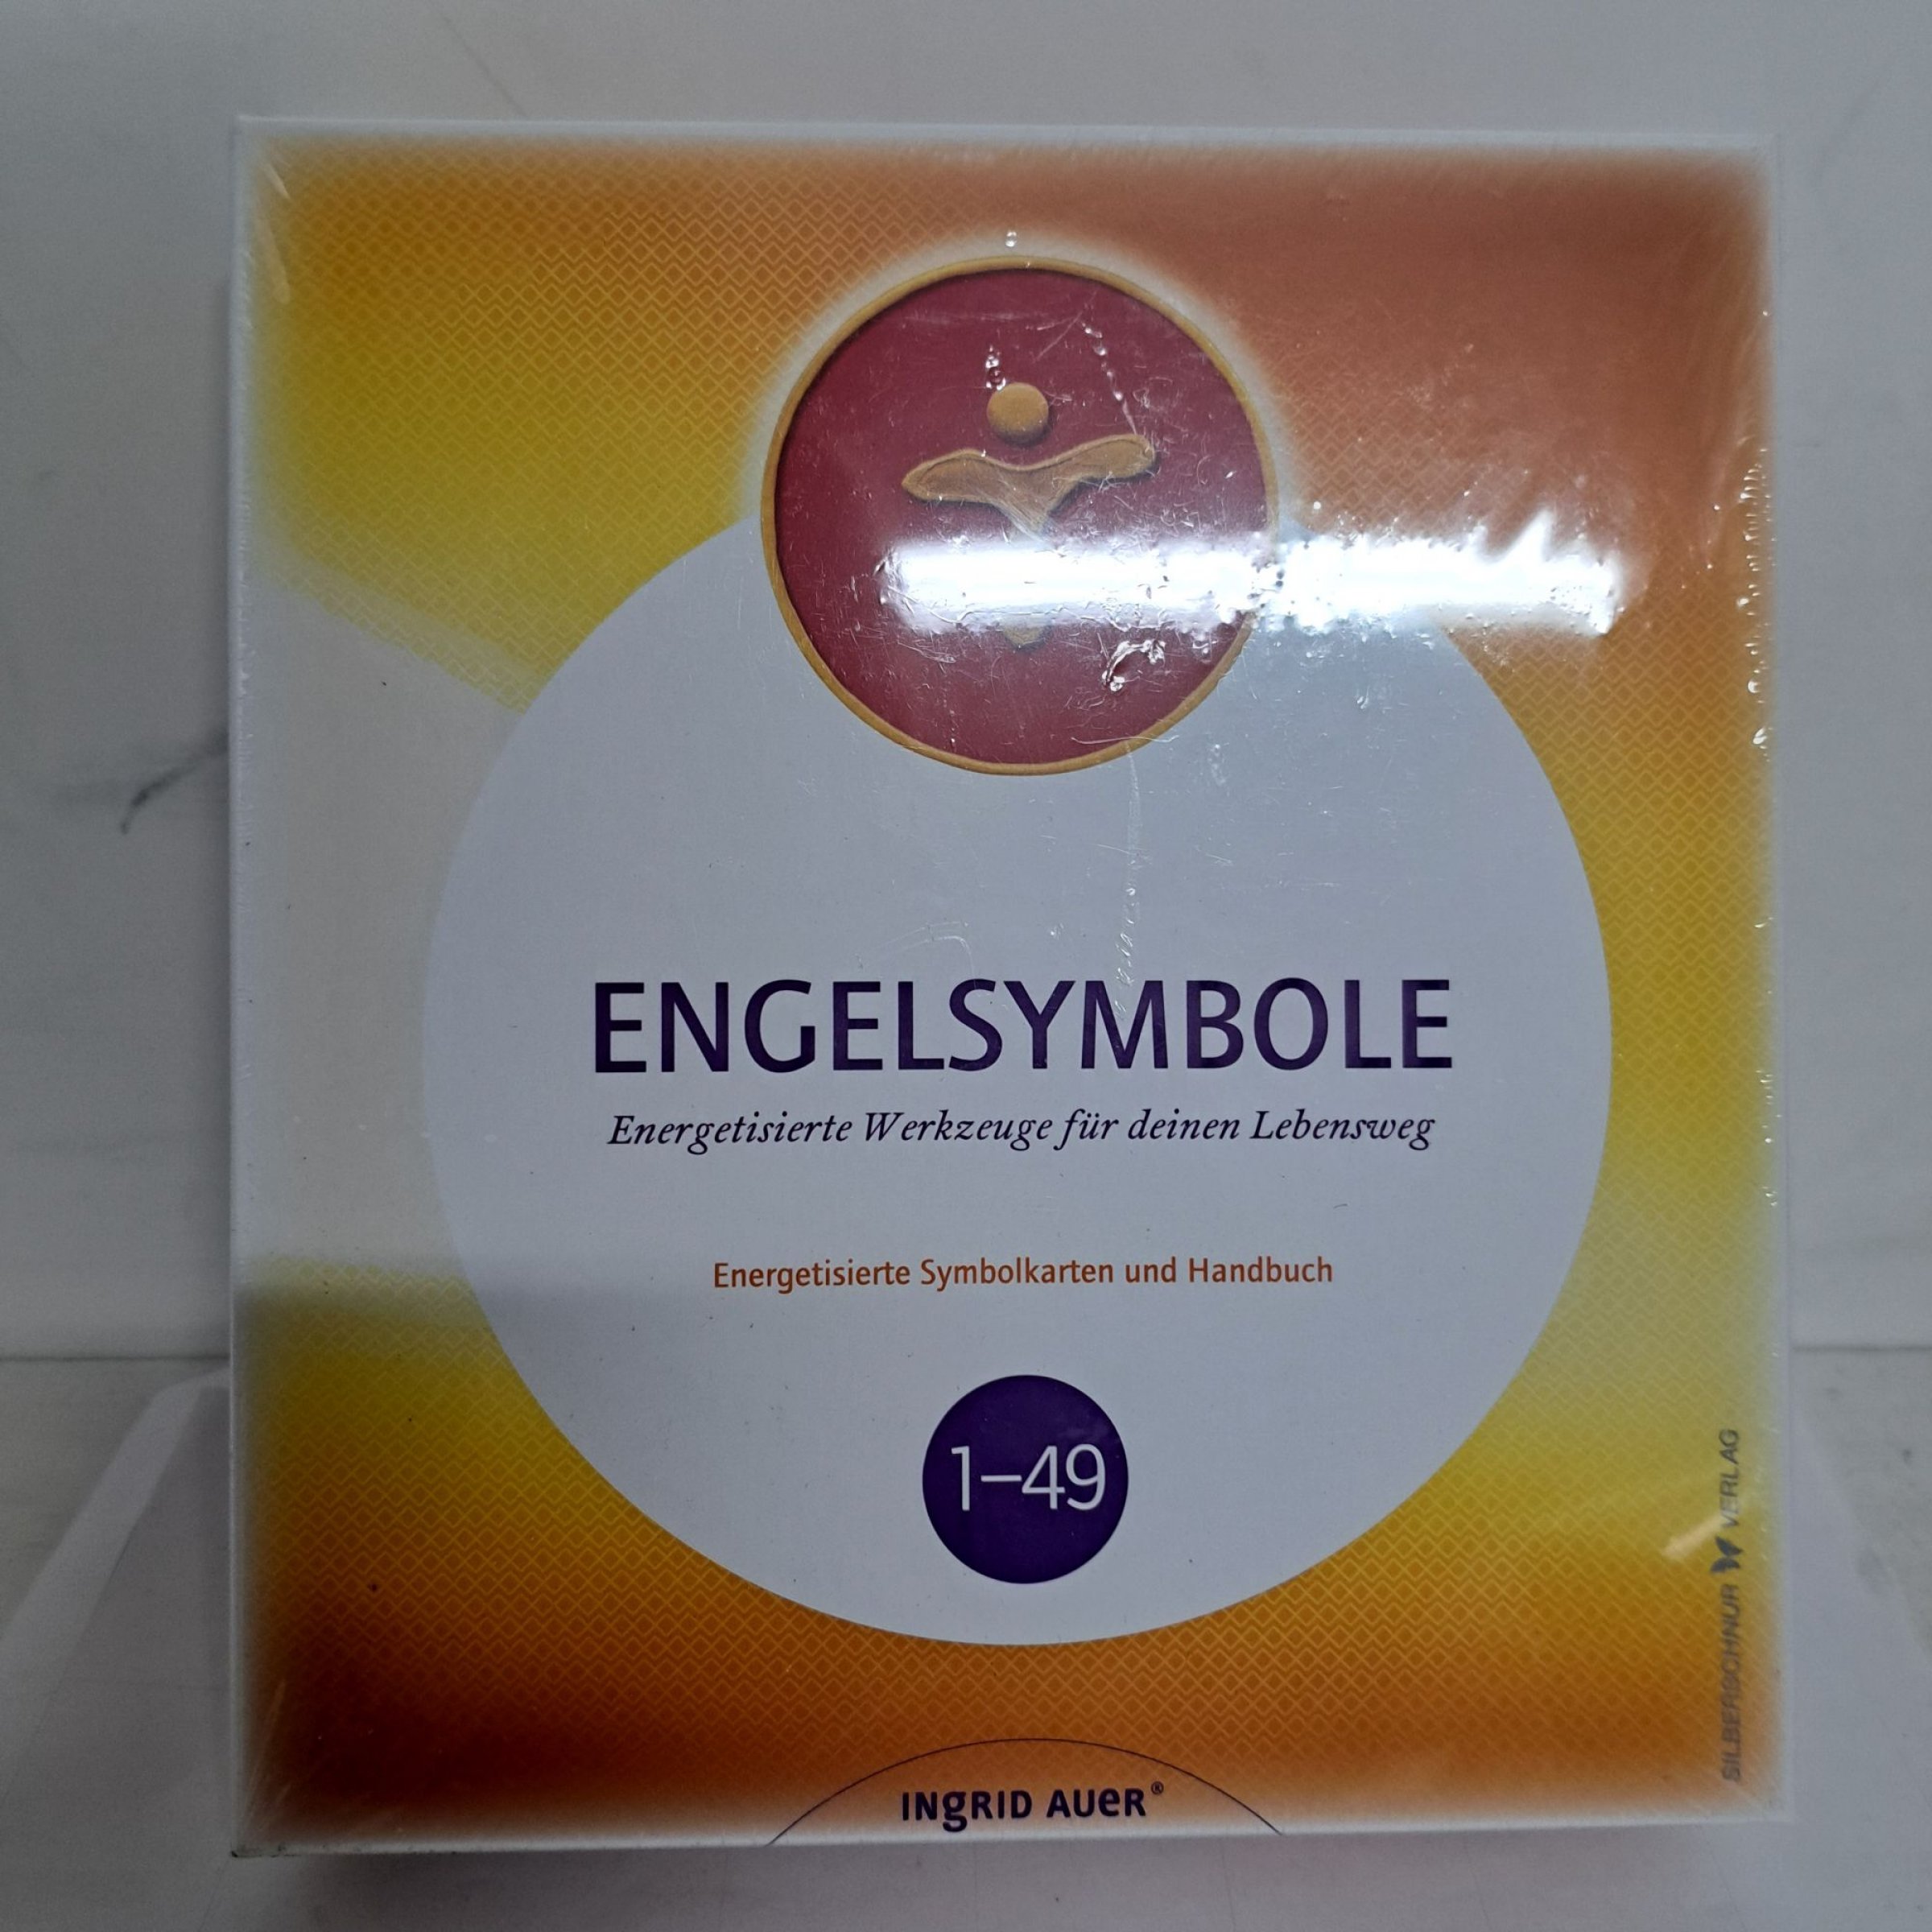 ENGELSYMBOLE
Energetisierte Werkzeuge für deinen Lebensweg
Energetisierte Symbolkarten und Handbuch
1–49
SILBERSCHNUR VERLAG
INGRID AUER®